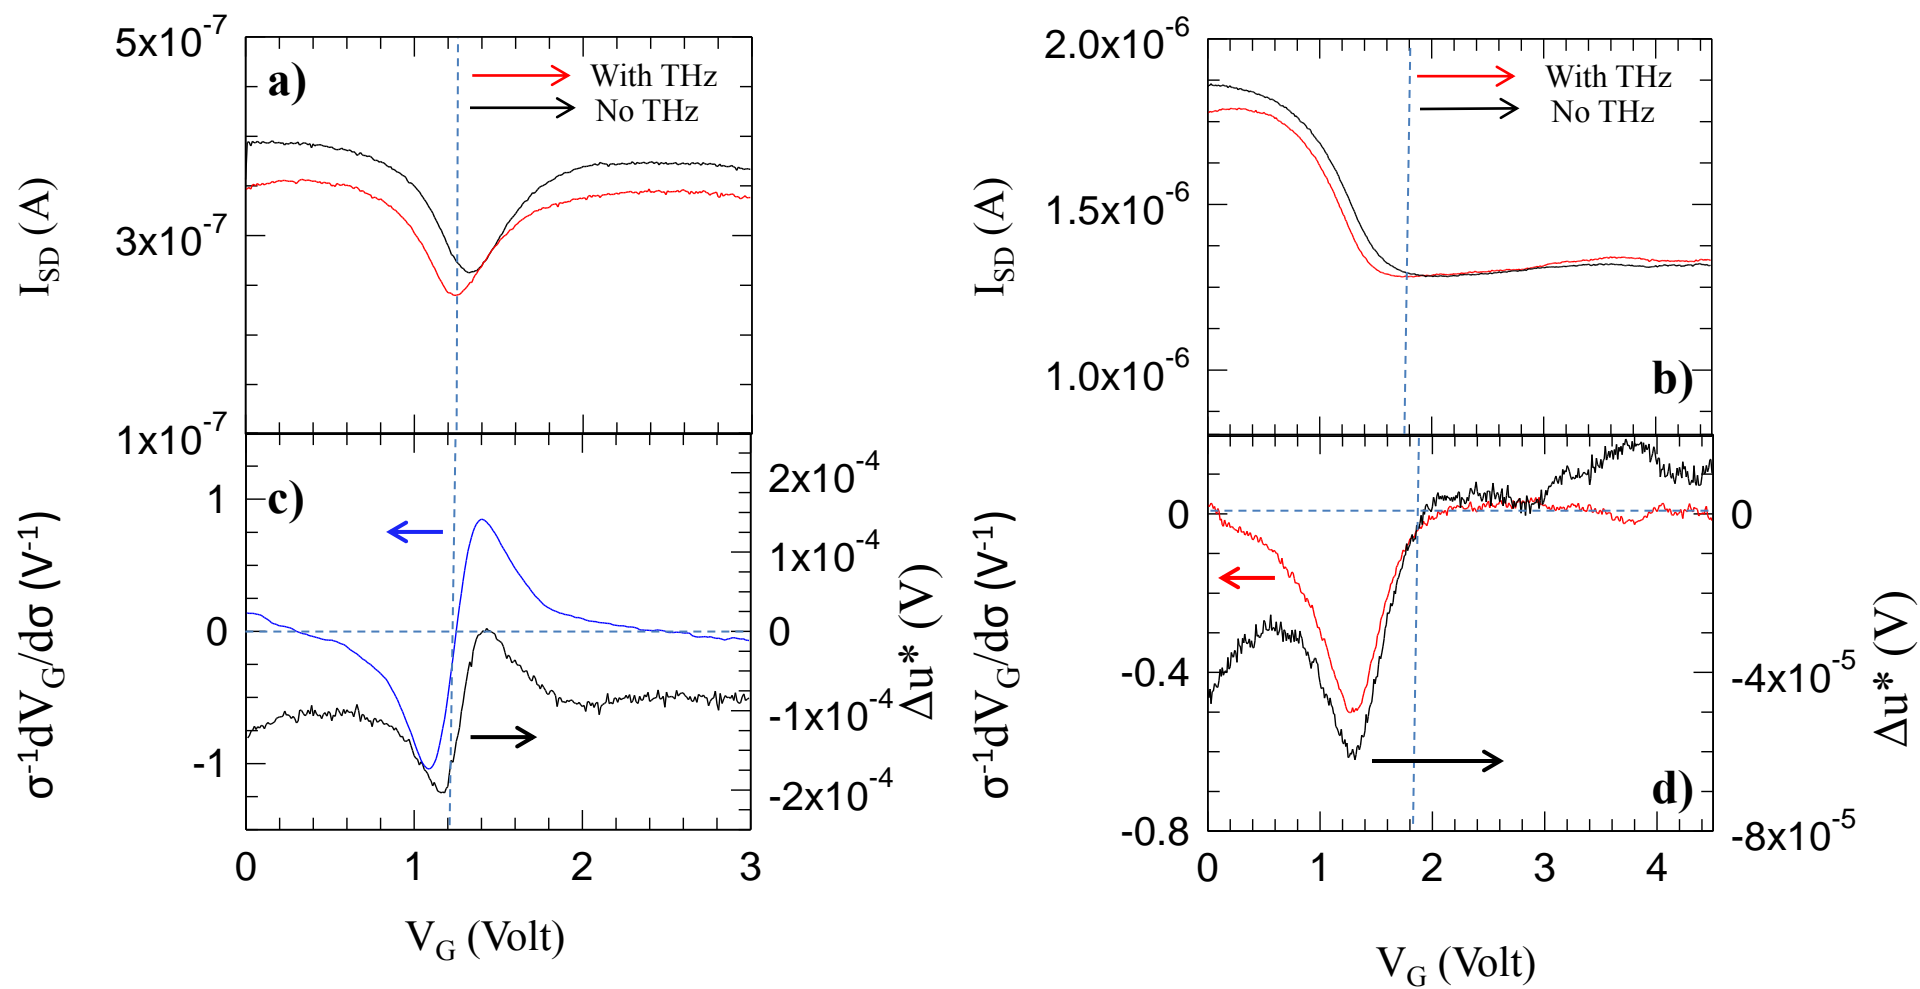 a)
With THz
No THz
5x10-7
3x10-7
1x10-7
ISD (A)
b)
With THz
No THz
2.0x10-6
1.5x10-6
1.0x10-6
ISD (A)
c)
1
0
-1
σ-1dVG/dσ (V-1)
2x10-4
1x10-4
0
-1x10-4
-2x10-4
Δu* (V)
0 1 2 3
VG (Volt)
d)
0
-0.4
-0.8
σ-1dVG/dσ (V-1)
0
-4x10-5
-8x10-5
Δu* (V)
0 1 2 3 4
VG (Volt)